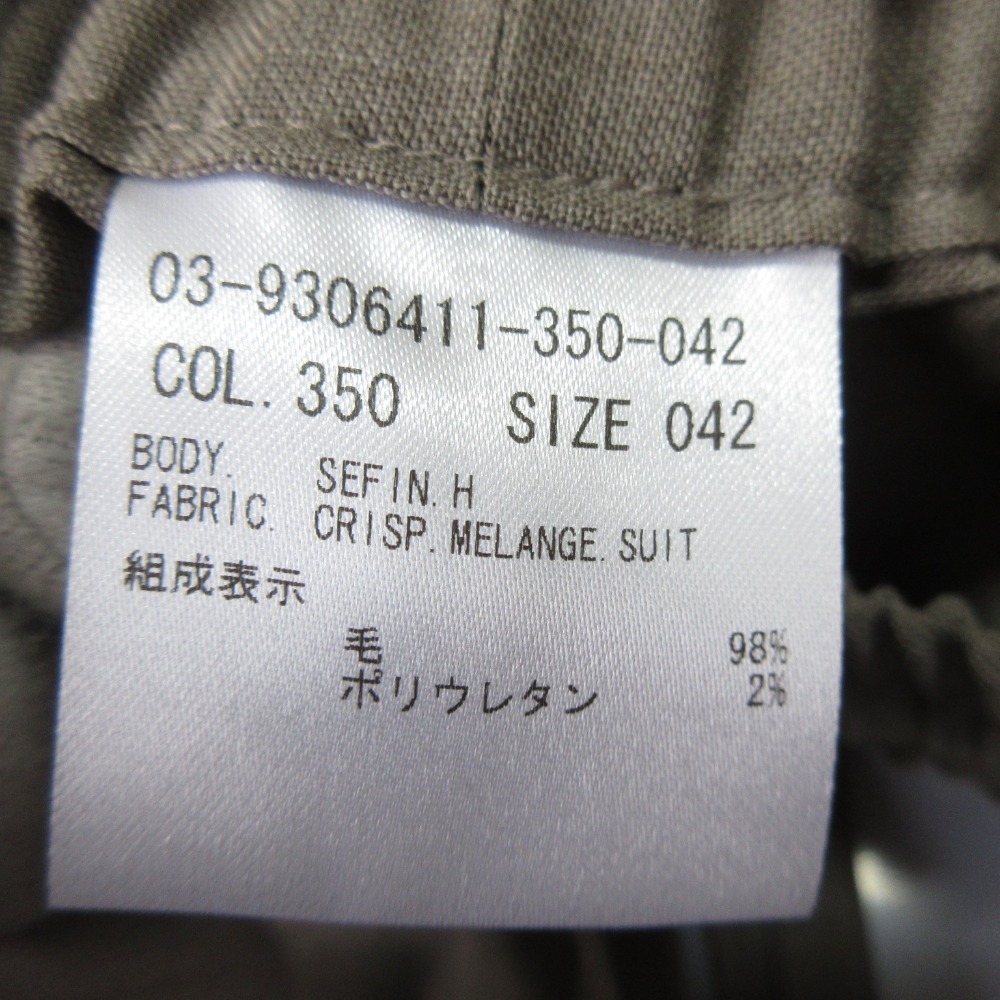 03-9306411-350-042
COL. 350 SIZE 042
BODY. SEFIN.H
FABRIC. CRISP.MELANGE.SUIT
組成表示
毛 98%
ポリウレタン 2%